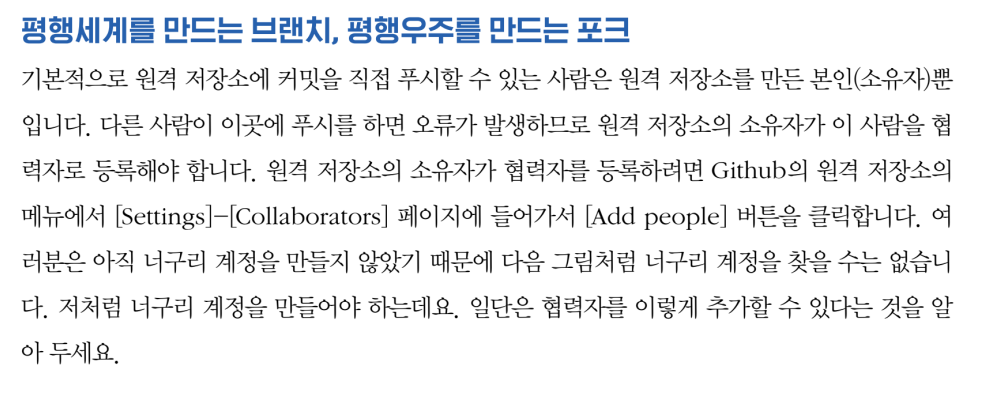 평행세계를 만드는 브랜치, 평행우주를 만드는 포크
기본적으로 원격 저장소에 커밋을 직접 푸시할 수 있는 사람은 원격 저장소를 만든 본인(소유자)뿐
입니다. 다른 사람이 이곳에 푸시를 하면 오류가 발생하므로 원격 저장소의 소유자가 이 사람을 협
력자로 등록해야 합니다. 원격 저장소의 소유자가 협력자를 등록하려면 Github의 원격 저장소의
메뉴에서 [Settings]–[Collaborators] 페이지에 들어가서 [Add people] 버튼을 클릭합니다. 여
러분은 아직 너구리 계정을 만들지 않았기 때문에 다음 그림처럼 너구리 계정을 찾을 수는 없습니
다. 저처럼 너구리 계정을 만들어야 하는데요. 일단은 협력자를 이렇게 추가할 수 있다는 것을 알
아 두세요.